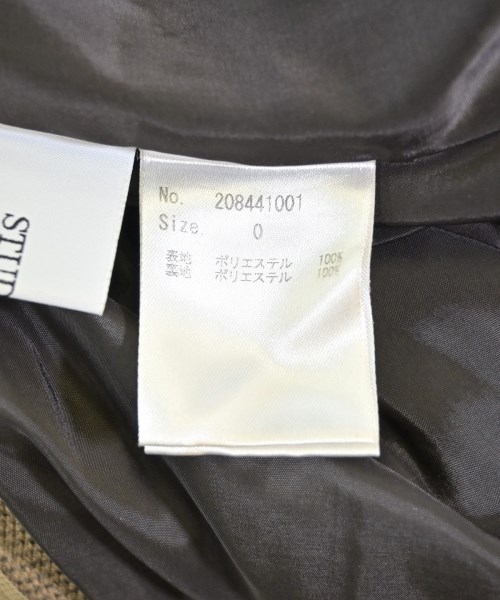 No. 208441001
Size. 0
表地 ポリエステル 100%
裏地 ポリエステル 100%
STUD